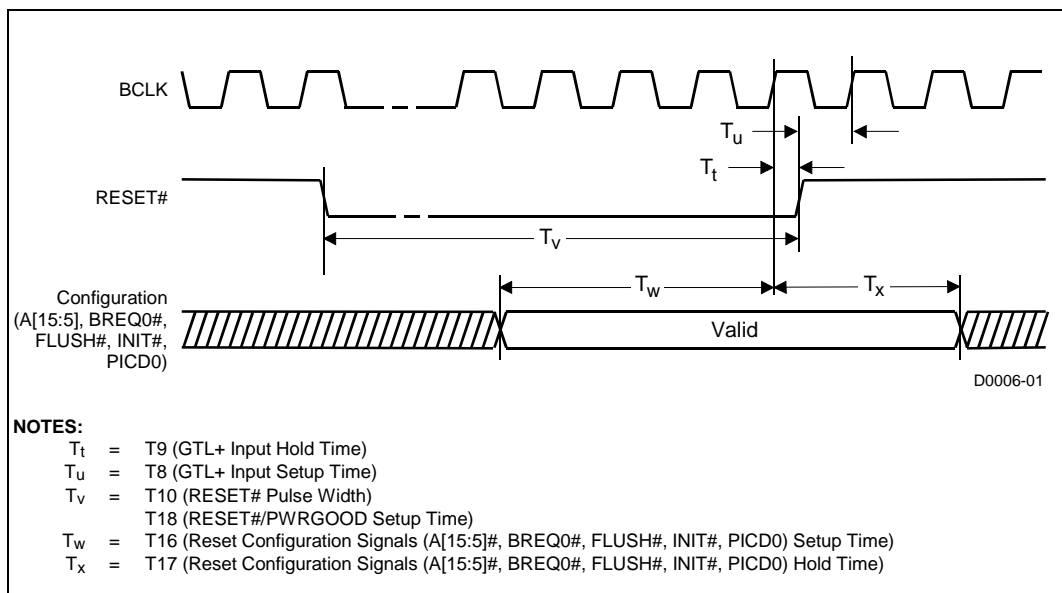 BCLK
Tu
Tt
RESET#
Tv
Tw
Tx
Configuration
(A[15:5], BREQ0#,
FLUSH#, INIT#,
PICD0)
Valid
D0006-01
NOTES:
Tt = T9 (GTL+ Input Hold Time)
Tu = T8 (GTL+ Input Setup Time)
Tv = T10 (RESET# Pulse Width)
T18 (RESET#/PWRGOOD Setup Time)
Tw = T16 (Reset Configuration Signals (A[15:5]#, BREQ0#, FLUSH#, INIT#, PICD0) Setup Time)
Tx = T17 (Reset Configuration Signals (A[15:5]#, BREQ0#, FLUSH#, INIT#, PICD0) Hold Time)